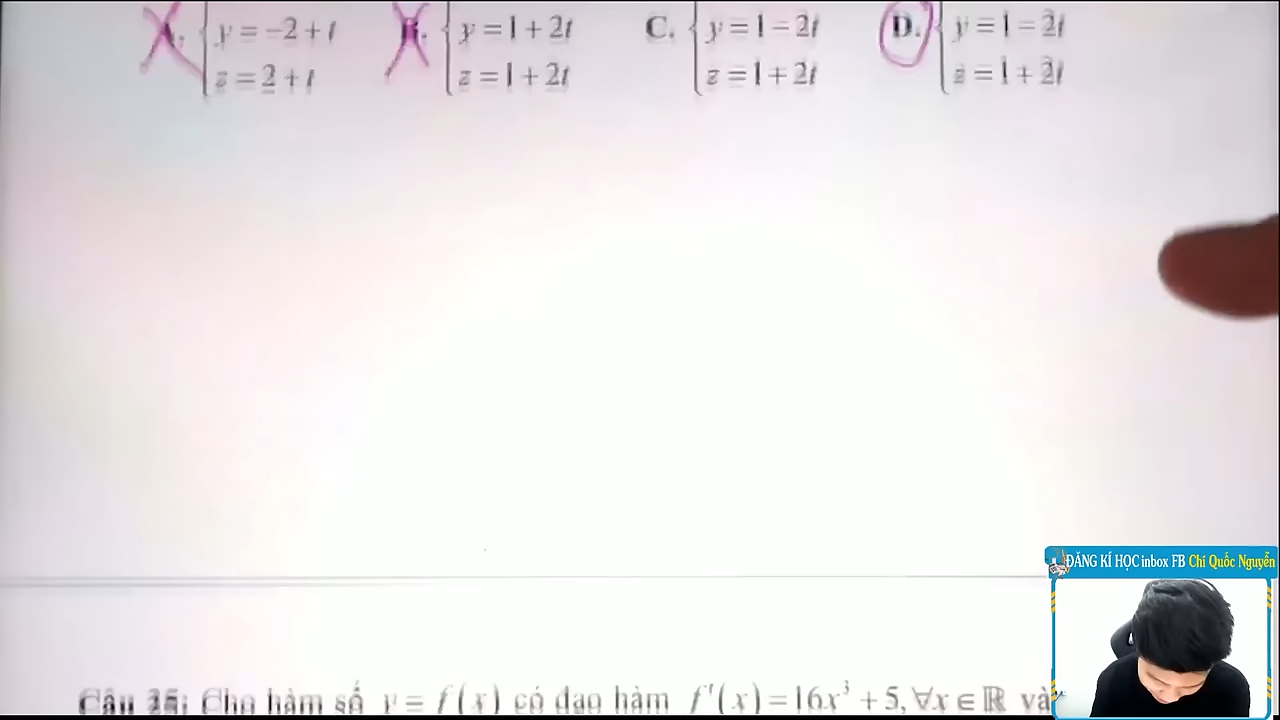 A. y = −2 + t B. y = 1 + 2t C. y = 1 − 2t D. y = 1 − 2t
z = 2 + t z = 1 + 2t z = 1 + 2t z = 1 + 2t
ĐĂNG KÍ HỌC inbox FB Chí Quốc Nguyễn
Câu 25: Cho hàm số y = f(x) có đạo hàm f'(x) = 16x³ + 5, ∀x ∈ ℝ và